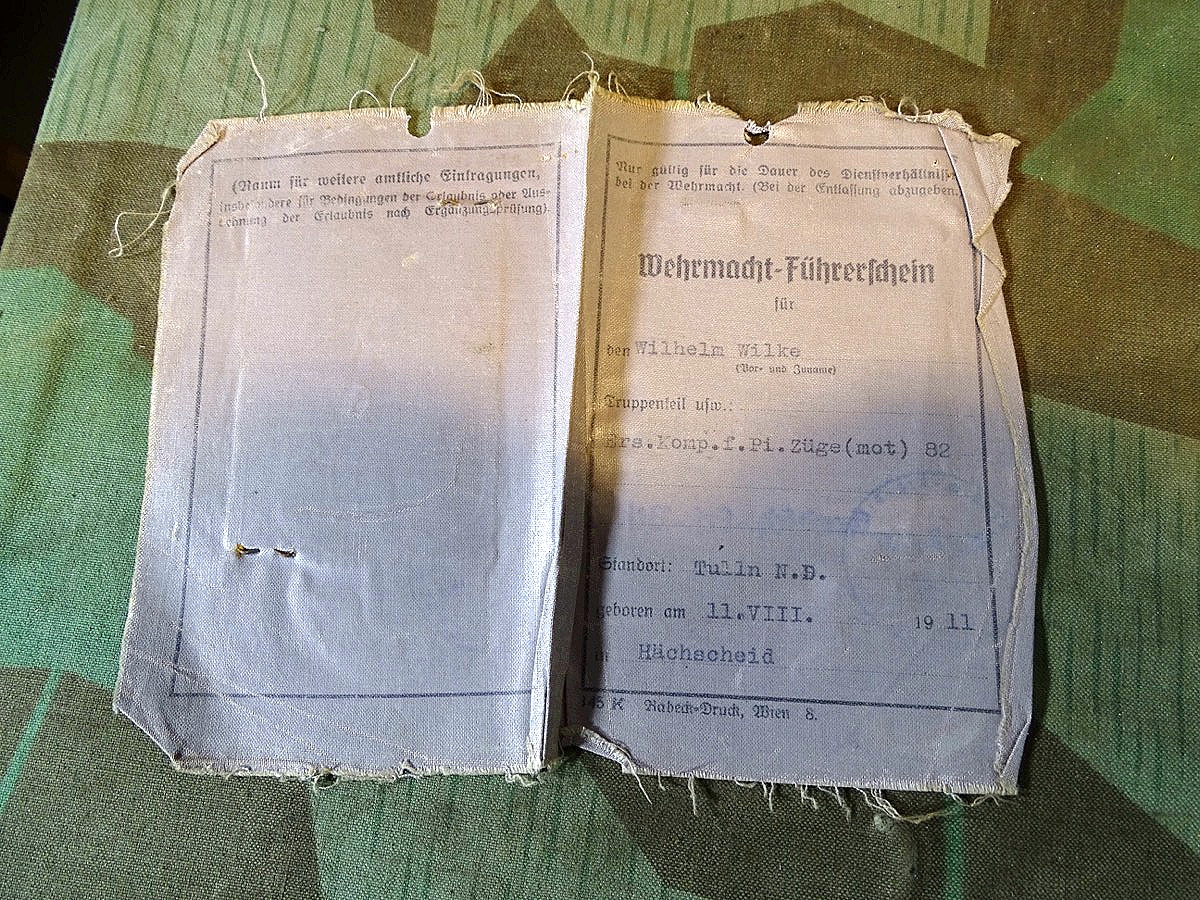 (Raum für weitere amtliche Eintragungen,
insbesondere für Bedingungen der Erlaubnis oder Aus-
dehnung der Erlaubnis nach Ergänzungsprüfung).
Nur gültig für die Dauer des Dienstverhältniss
bei der Wehrmacht. (Bei der Entlassung abzugeben.
Wehrmacht-Führerschein
für
den Wilhelm Wilke
(Vor- und Zuname)
Truppenteil usw.:
Ers.Komp.f.Pi.Züge(mot) 82
Standort: Tulln N.D.
geboren am 11.VIII. 1911
in Hächscheid
345 K Rabeck-Druck, Wien 8.